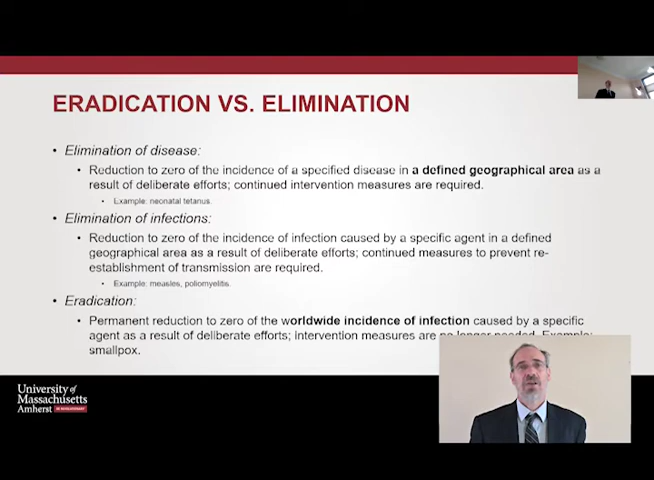 ERADICATION VS. ELIMINATION
• Elimination of disease:
• Reduction to zero of the incidence of a specified disease in a defined geographical area as a
result of deliberate efforts; continued intervention measures are required.
• Example: neonatal tetanus.
• Elimination of infections:
• Reduction to zero of the incidence of infection caused by a specific agent in a defined
geographical area as a result of deliberate efforts; continued measures to prevent re-
establishment of transmission are required.
• Example: measles, poliomyelitis.
• Eradication:
• Permanent reduction to zero of the worldwide incidence of infection caused by a specific
agent as a result of deliberate efforts; intervention measures are no longer needed. Example:
smallpox.
University of
Massachusetts
Amherst BE REVOLUTIONARY